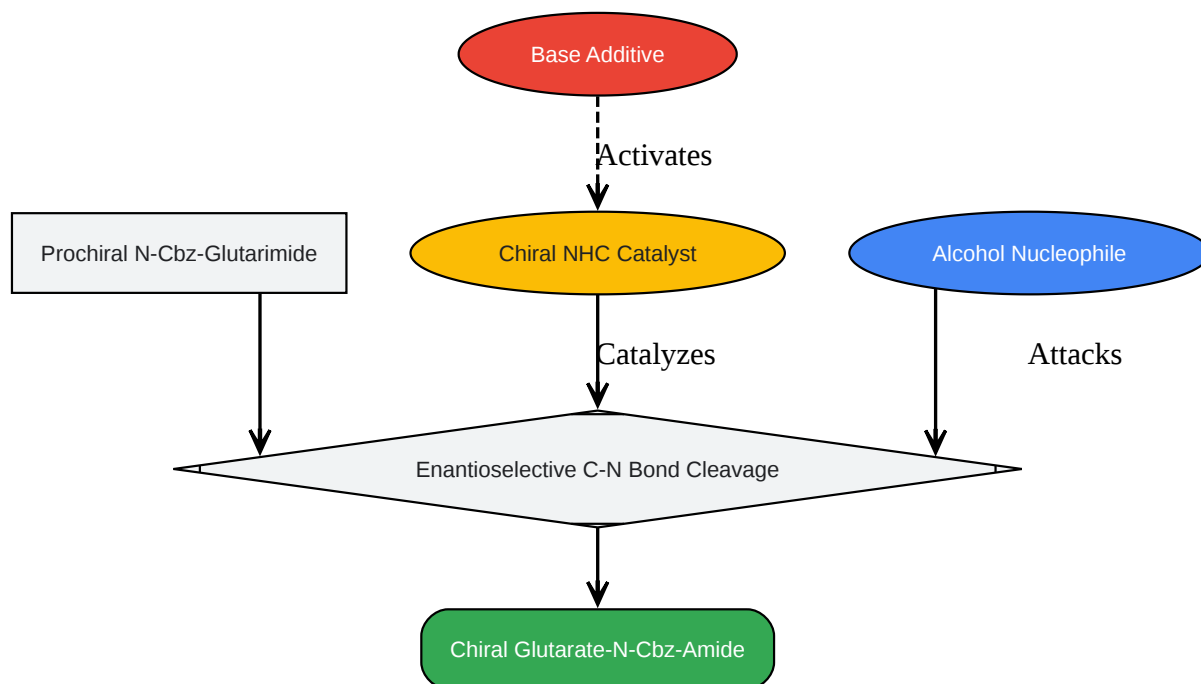 Base Additive
Activates
Prochiral N-Cbz-Glutarimide
Chiral NHC Catalyst
Alcohol Nucleophile
Catalyzes
Attacks
Enantioselective C-N Bond Cleavage
Chiral Glutarate-N-Cbz-Amide